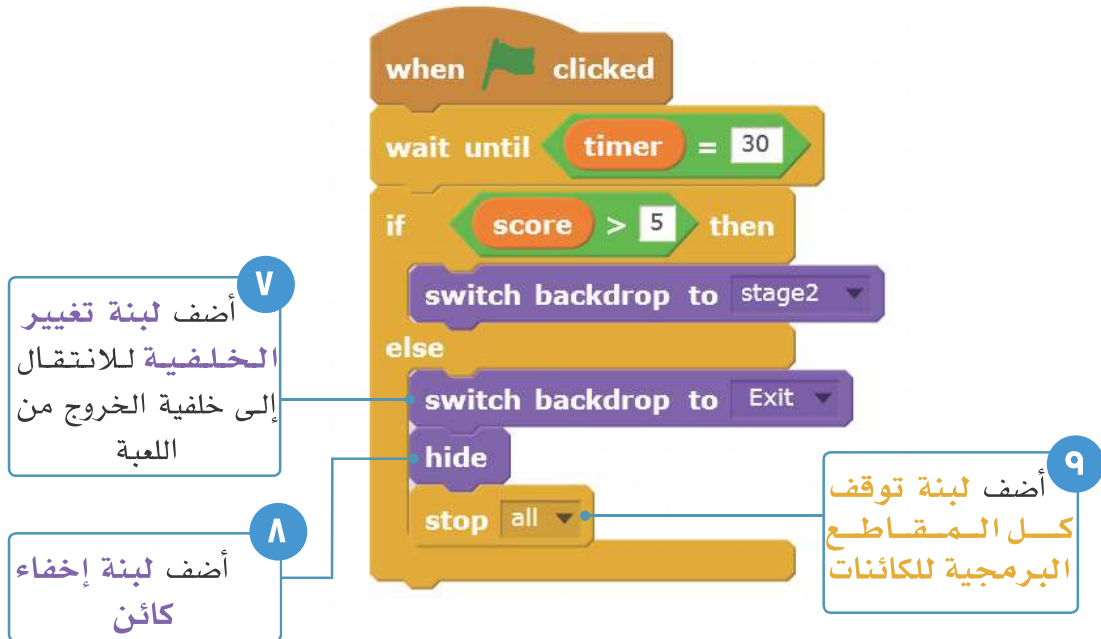 when clicked
wait until timer = 30
if score > 5 then
switch backdrop to stage2
else
switch backdrop to Exit
hide
stop all
٧
أضف لبنة تغيير
الخلفية للانتقال
إلى خلفية الخروج من
اللعبة
٨
أضف لبنة إخفاء
كائن
٩
أضف لبنة توقف
كل المقاطع
البرمجية للكائنات